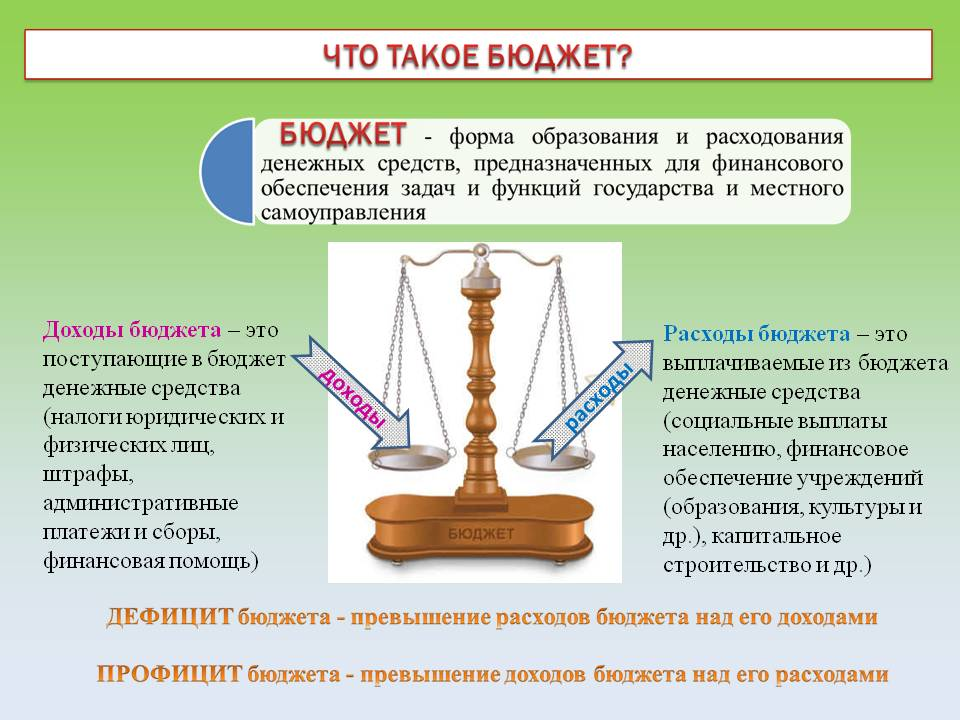 ЧТО ТАКОЕ БЮДЖЕТ?
БЮДЖЕТ - форма образования и расходования
денежных средств, предназначенных для финансового
обеспечения задач и функций государства и местного
самоуправления
Доходы бюджета – это
поступающие в бюджет
денежные средства
(налоги юридических и
физических лиц,
штрафы,
административные
платежи и сборы,
финансовая помощь)
доходы
расходы
БЮДЖЕТ
Расходы бюджета – это
выплачиваемые из бюджета
денежные средства
(социальные выплаты
населению, финансовое
обеспечение учреждений
(образования, культуры и
др.), капитальное
строительство и др.)
ДЕФИЦИТ бюджета - превышение расходов бюджета над его доходами
ПРОФИЦИТ бюджета - превышение доходов бюджета над его расходами